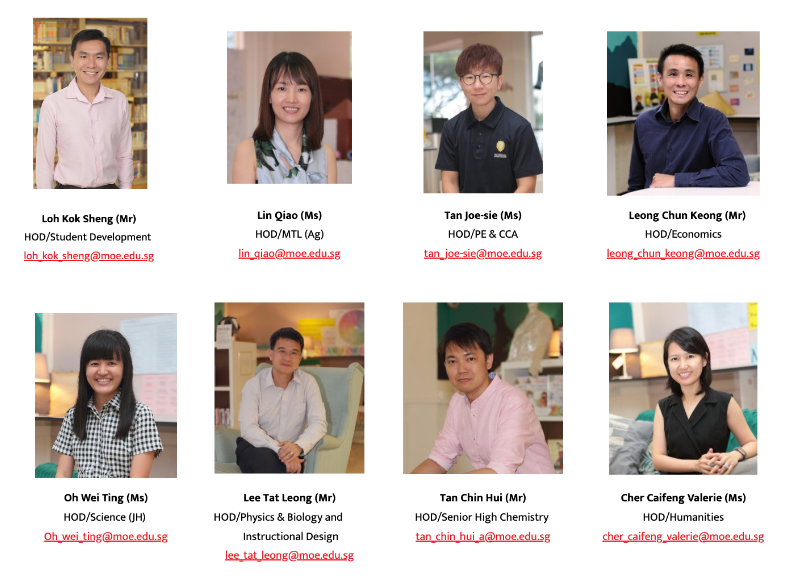 Loh Kok Sheng (Mr)
HOD/Student Development
loh_kok_sheng@moe.edu.sg
Lin Qiao (Ms)
HOD/MTL (Ag)
lin_qiao@moe.edu.sg
Tan Joe-sie (Ms)
HOD/PE & CCA
tan_joe-sie@moe.edu.sg
Leong Chun Keong (Mr)
HOD/Economics
leong_chun_keong@moe.edu.sg
Oh Wei Ting (Ms)
HOD/Science (JH)
Oh_wei_ting@moe.edu.sg
Lee Tat Leong (Mr)
HOD/Physics & Biology and
Instructional Design
lee_tat_leong@moe.edu.sg
Tan Chin Hui (Mr)
HOD/Senior High Chemistry
tan_chin_hui_a@moe.edu.sg
Cher Caifeng Valerie (Ms)
HOD/Humanities
cher_caifeng_valerie@moe.edu.sg